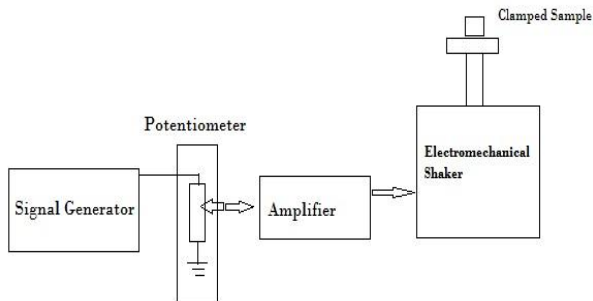 Clamped Sample
Potentiometer
Electromechanical
Shaker
Signal Generator
Amplifier